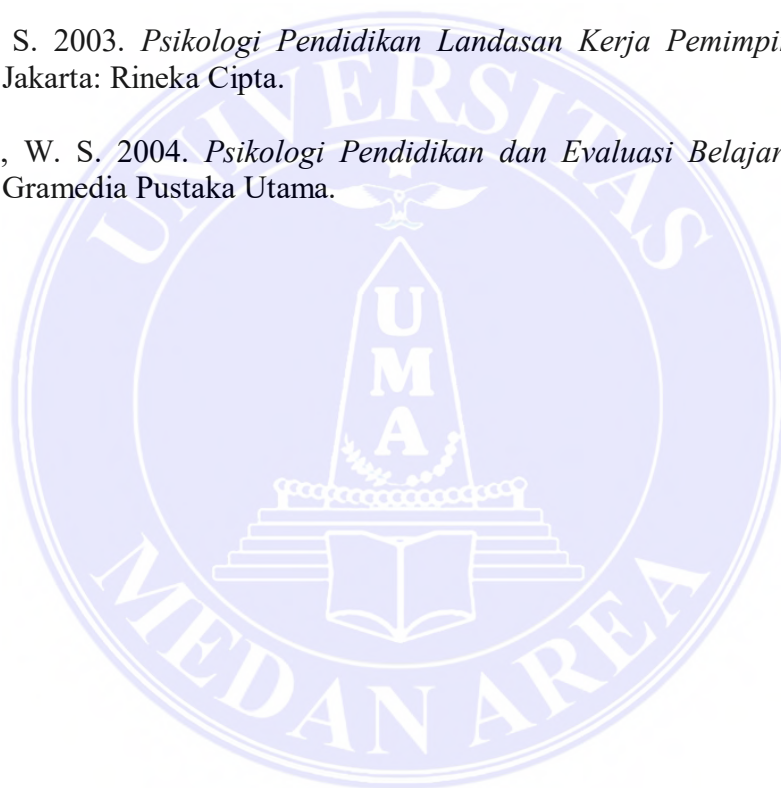 S. 2003. Psikologi Pendidikan Landasan Kerja
Jakarta: Rineka Cipta.
, W. S. 2004. Psikologi Pendidikan dan Evaluasi Belajar
Gramedia Pustaka Utama.
UNIVERSITAS
U
M
A
MEDAN AREA